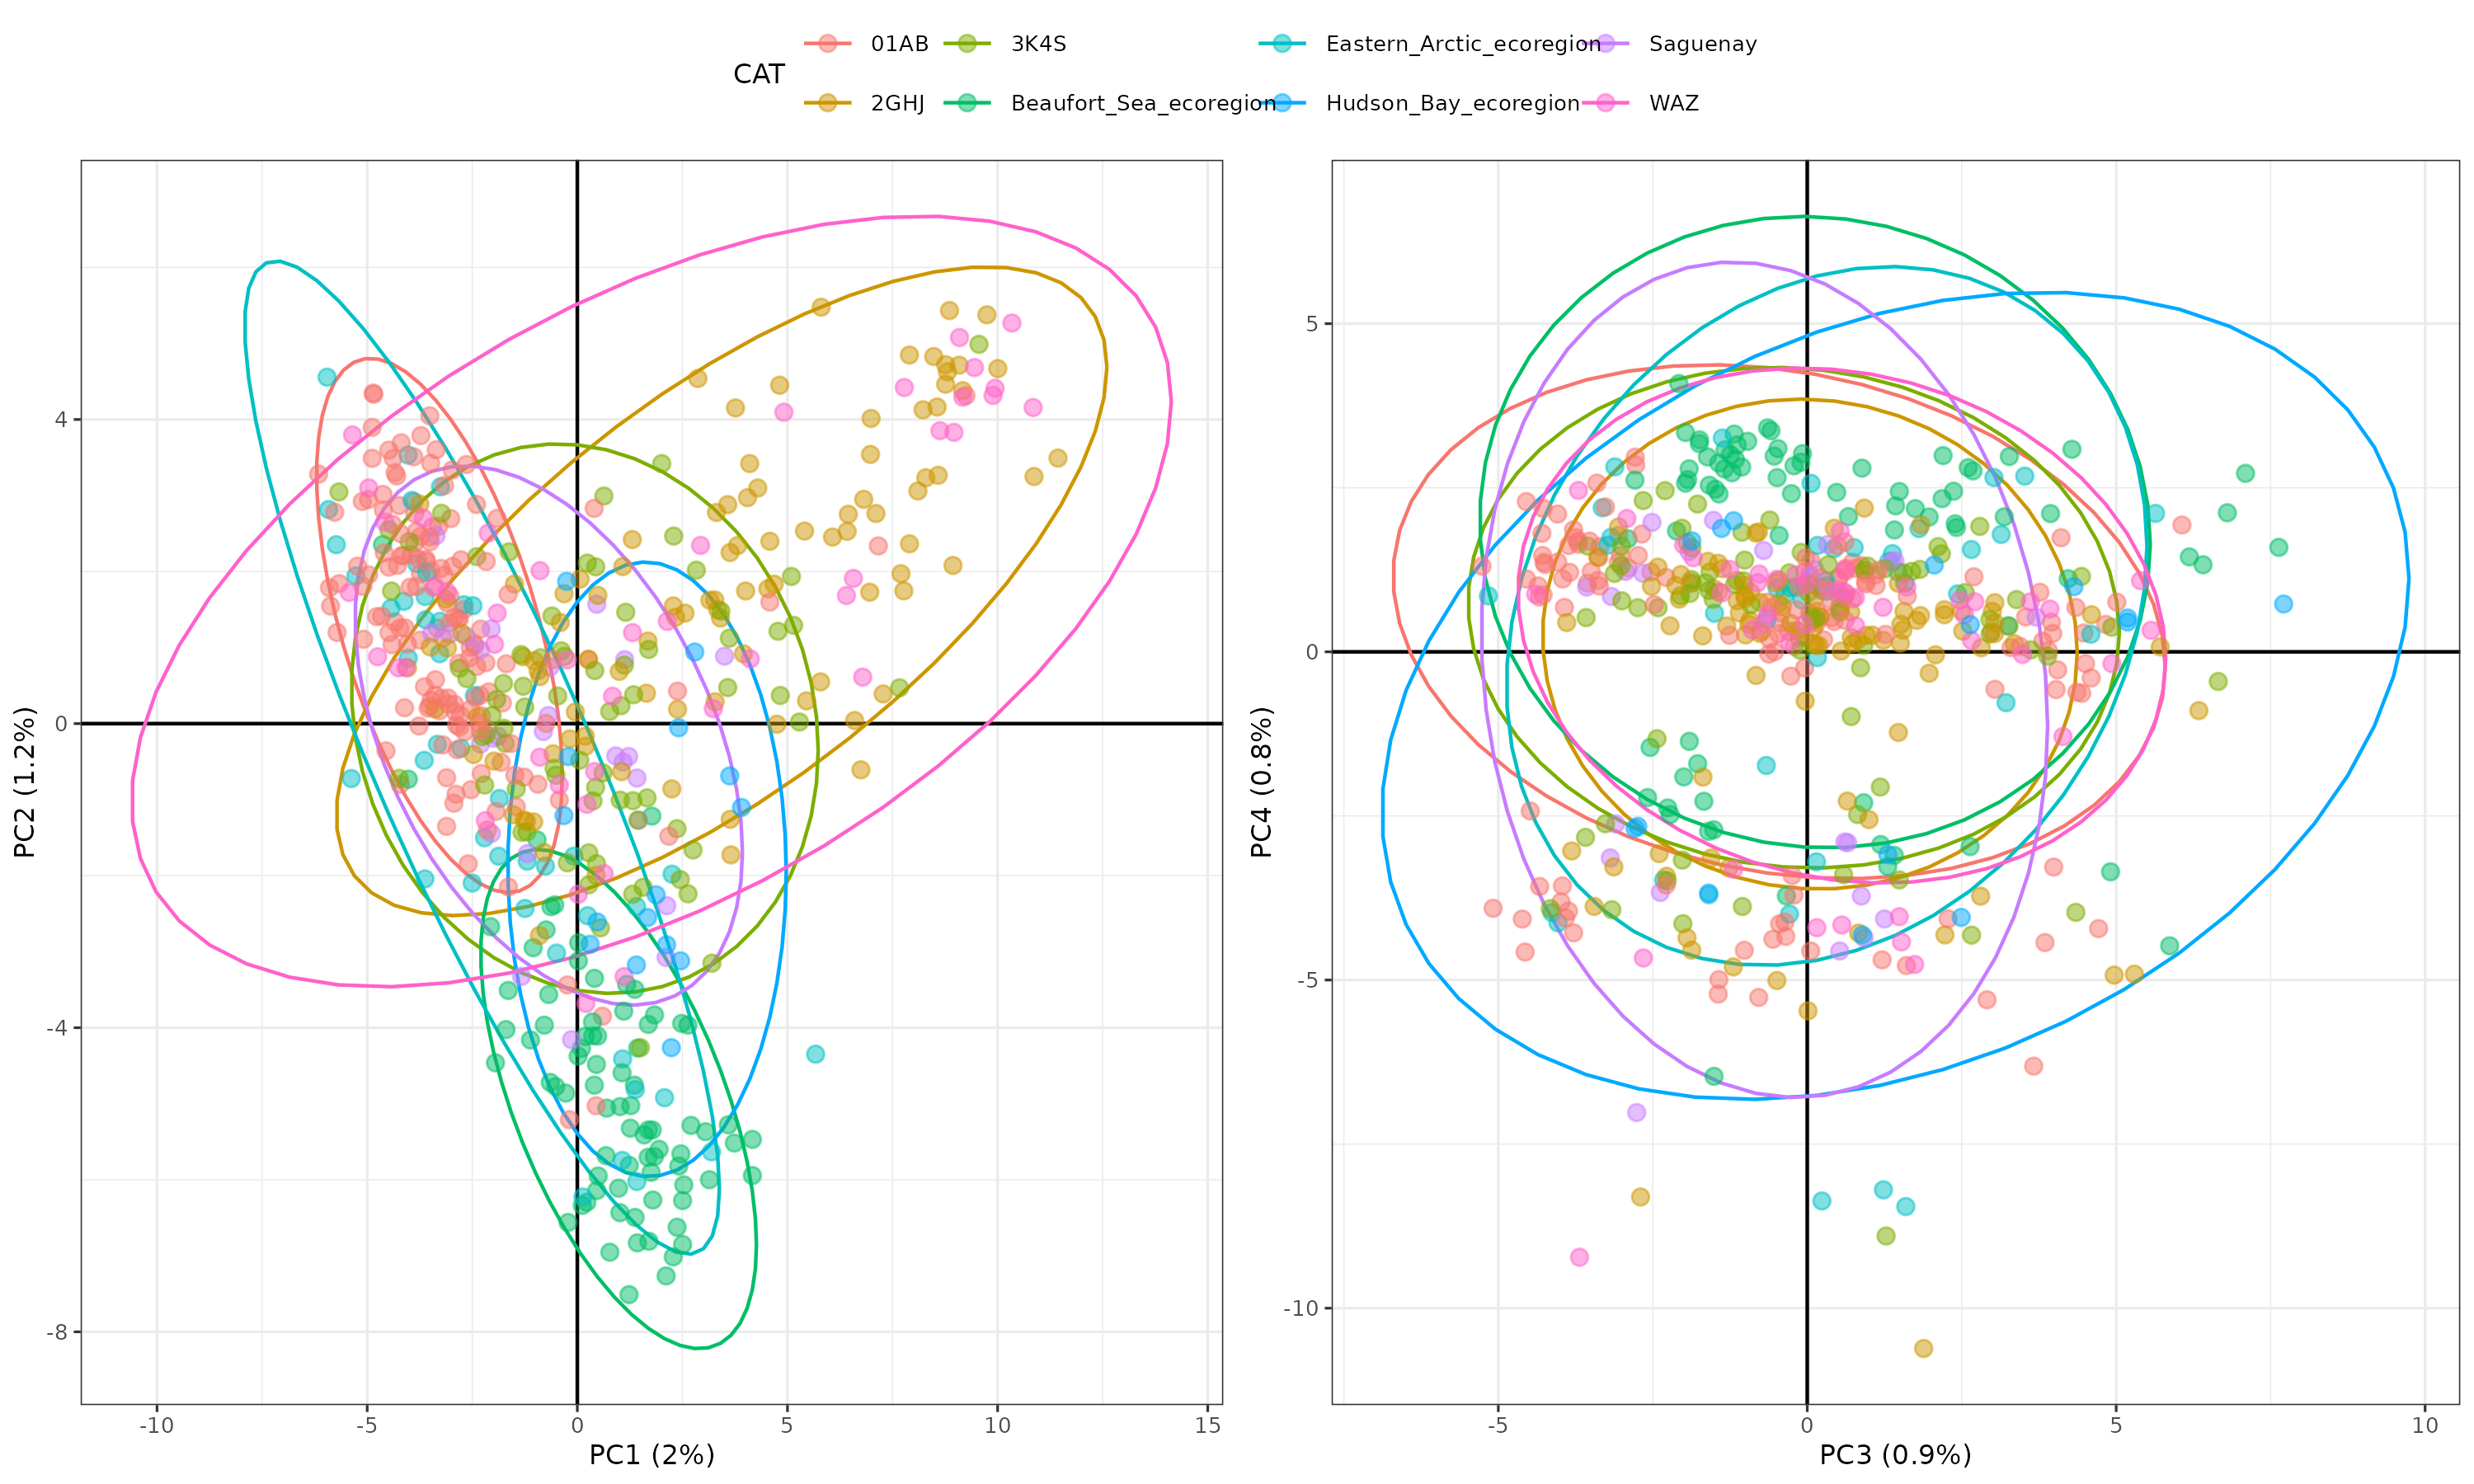 CAT
01AB 3K4S Eastern_Arctic_ecoregion Saguenay
2GHJ Beaufort_Sea_ecoregion Hudson_Bay_ecoregion WAZ
PC2 (1.2%)
4
0
-4
-8
-10 -5 0 5 10 15
PC1 (2%)
PC4 (0.8%)
5
0
-5
-10
-5 0 5 10
PC3 (0.9%)